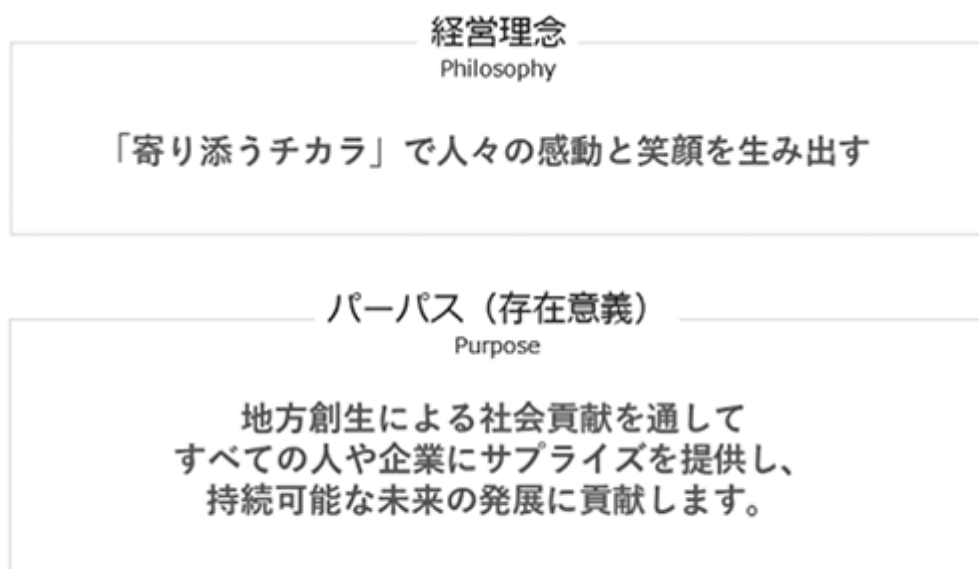 経営理念
Philosophy
「寄り添うチカラ」で人々の感動と笑顔を生み出す
パーパス（存在意義）
Purpose
地方創生による社会貢献を通して
すべての人や企業にサプライズを提供し、
持続可能な未来の発展に貢献します。